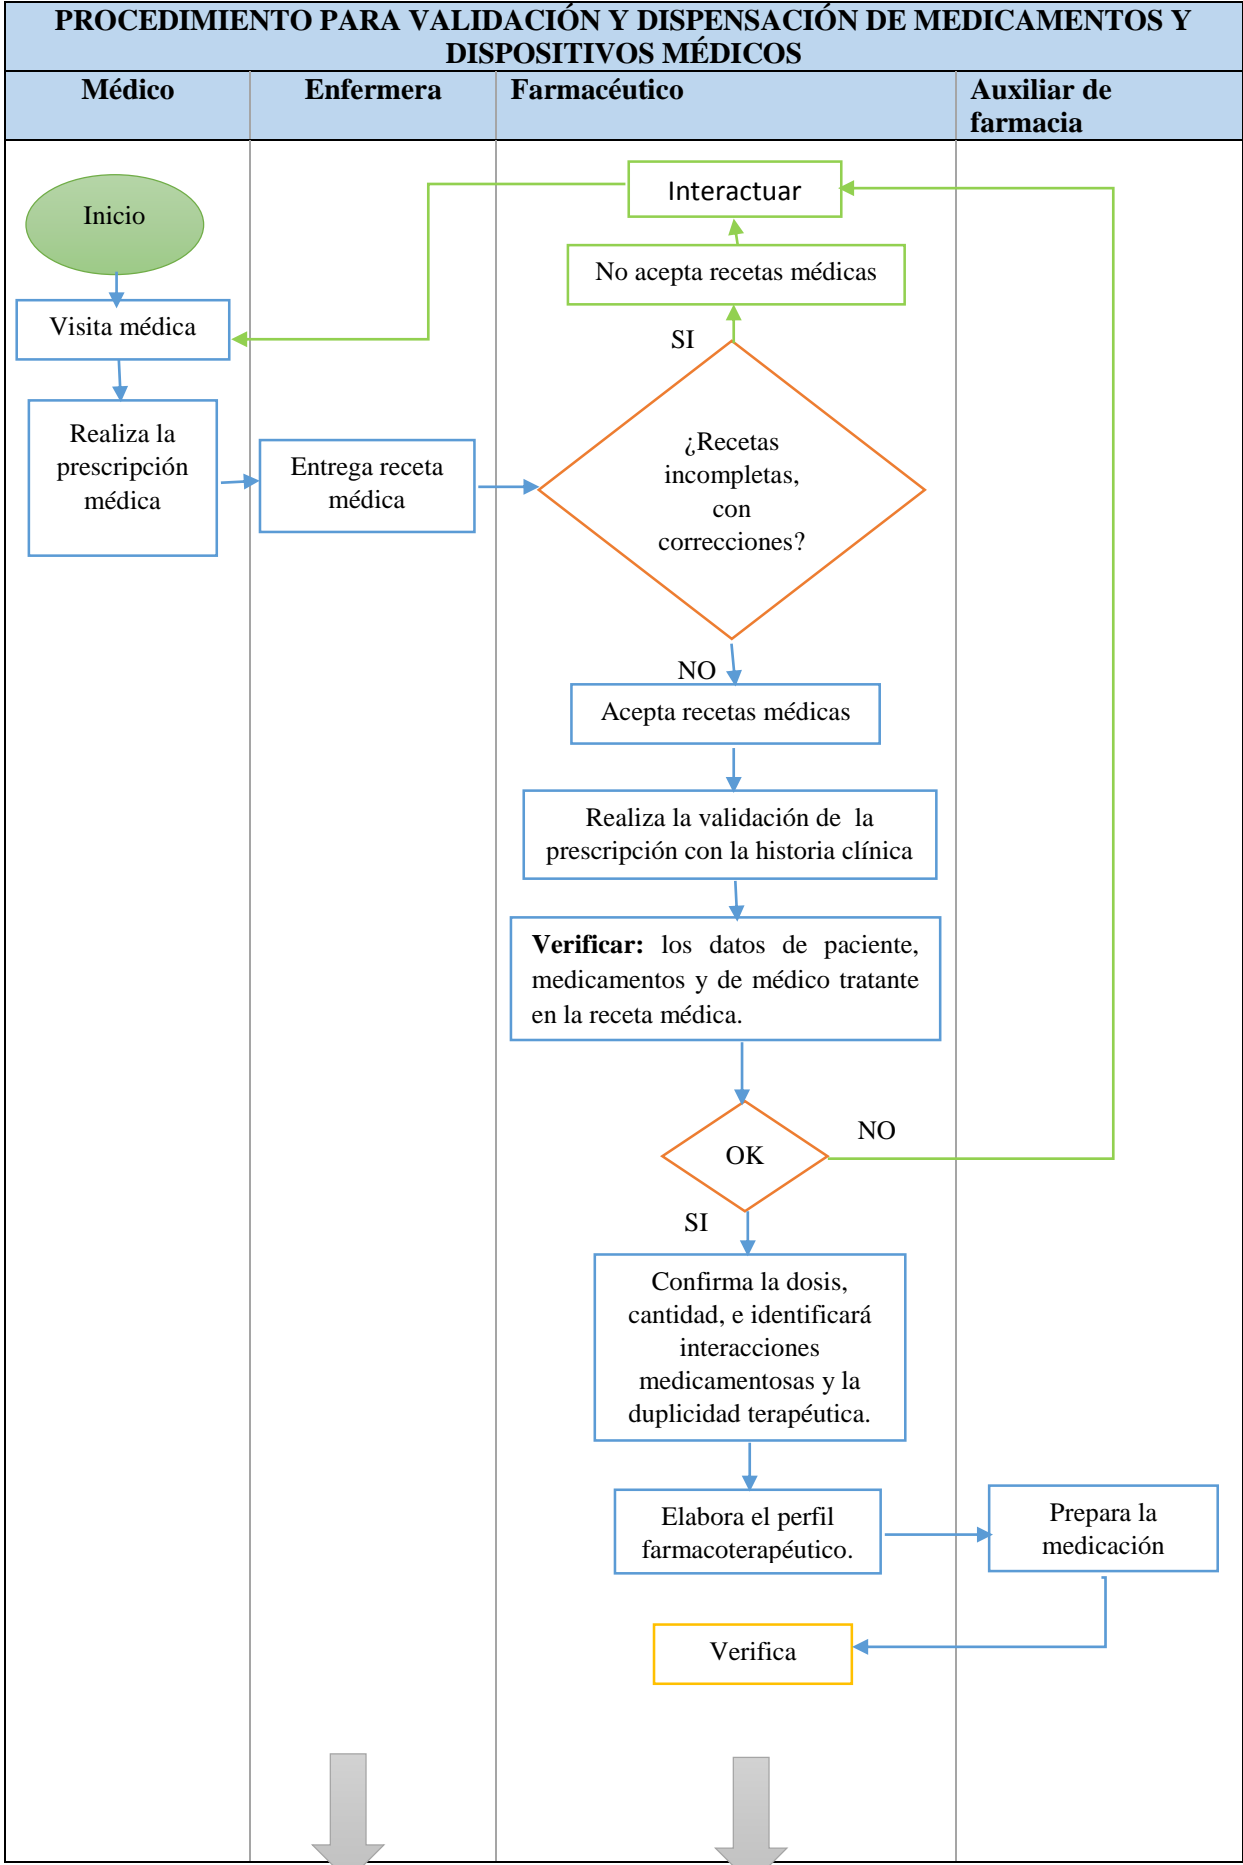 PROCEDIMIENTO PARA VALIDACIÓN Y DISPENSACIÓN DE MEDICAMENTOS Y
DISPOSITIVOS MÉDICOS
Médico
Enfermera
Farmacéutico
Auxiliar de
farmacia
Inicio
Interactuar
No acepta recetas médicas
Visita médica
SI
Realiza la
prescripción
médica
Entrega receta
médica
¿Recetas
incompletas,
con
correcciones?
NO
Acepta recetas médicas
Realiza la validación de la
prescripción con la historia clínica
Verificar: los datos de paciente,
medicamentos y de médico tratante
en la receta médica.
OK
NO
SI
Confirma la dosis,
cantidad, e identificará
interacciones
medicamentosas y la
duplicidad terapéutica.
Elabora el perfil
farmacoterapéutico.
Prepara la
medicación
Verifica